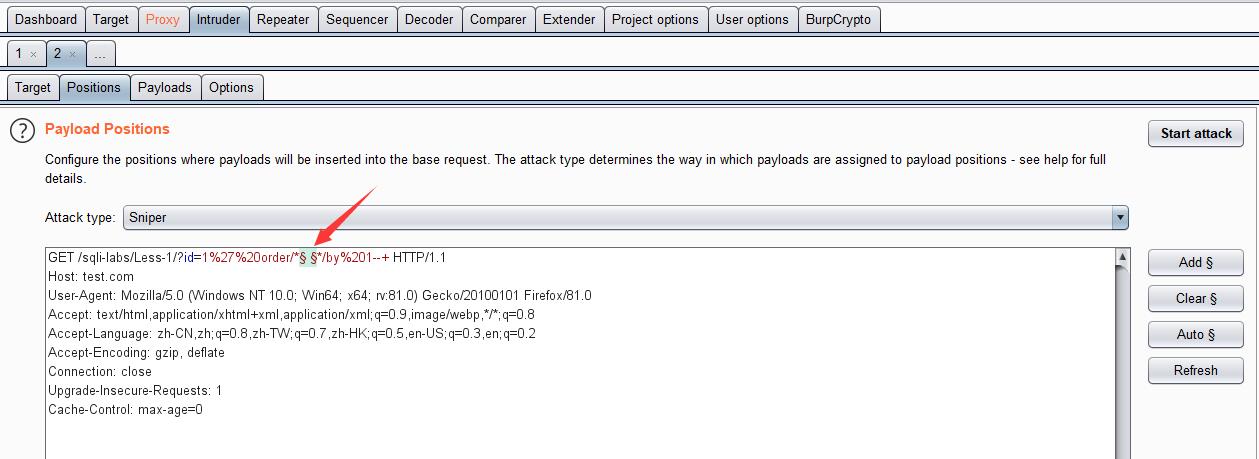 Dashboard Target Proxy Intruder Repeater Sequencer Decoder Comparer Extender Project options User options BurpCrypto
1 × 2 × ...
Target Positions Payloads Options
? Payload Positions
Start attack
Configure the positions where payloads will be inserted into the base request. The attack type determines the way in which payloads are assigned to payload positions - see help for full
details.
Attack type: Sniper
GET /sqli-labs/Less-1/?id=1%27%20order/*§ §*/by%201--+ HTTP/1.1
Host: test.com
User-Agent: Mozilla/5.0 (Windows NT 10.0; Win64; x64; rv:81.0) Gecko/20100101 Firefox/81.0
Accept: text/html,application/xhtml+xml,application/xml;q=0.9,image/webp,*/*;q=0.8
Accept-Language: zh-CN,zh;q=0.8,zh-TW;q=0.7,zh-HK;q=0.5,en-US;q=0.3,en;q=0.2
Accept-Encoding: gzip, deflate
Connection: close
Upgrade-Insecure-Requests: 1
Cache-Control: max-age=0
Add §
Clear §
Auto §
Refresh